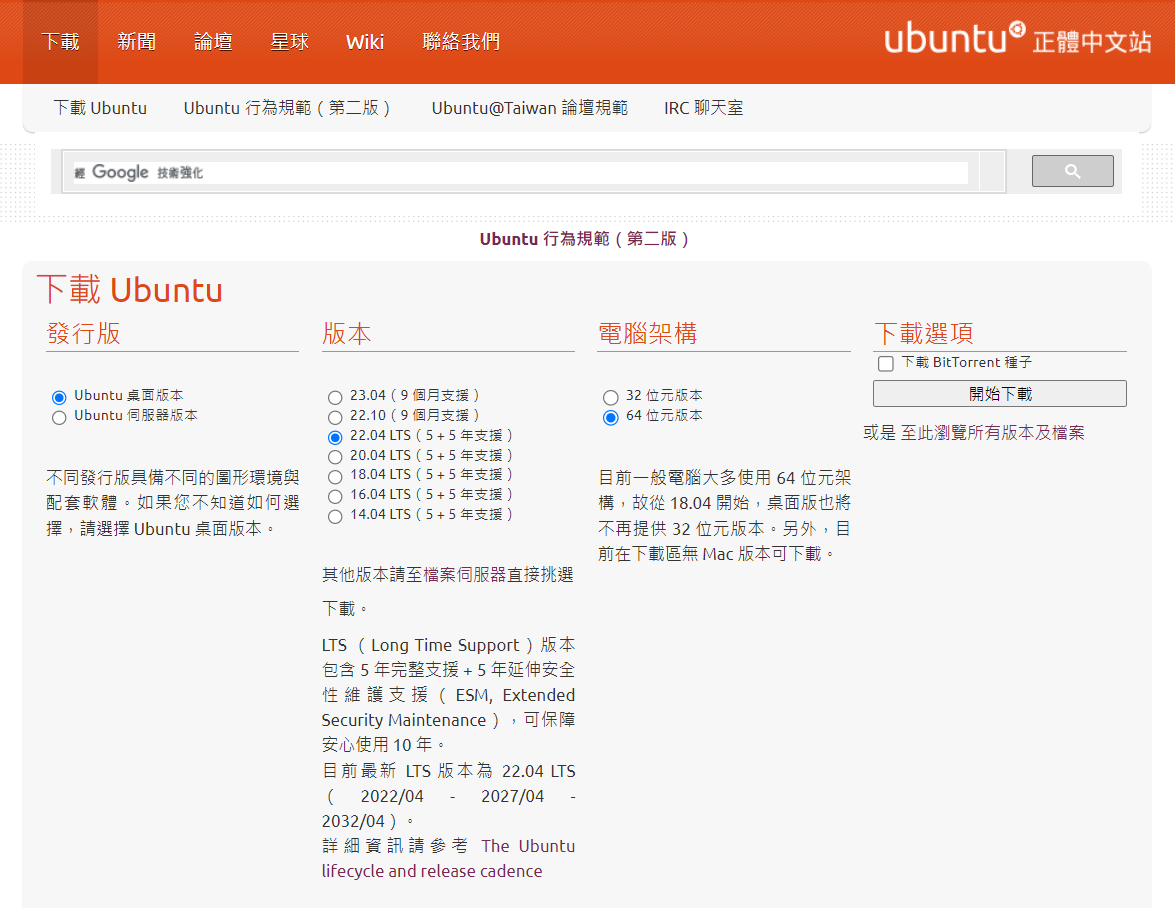 下載 新聞 論壇 星球 Wiki 聯絡我們
ubuntu 正體中文站
下載 Ubuntu Ubuntu 行為規範（第二版） Ubuntu@Taiwan 論壇規範 IRC 聊天室
經 Google 技術強化
Ubuntu 行為規範（第二版）
下載 Ubuntu
發行版
Ubuntu 桌面版本
Ubuntu 伺服器版本
不同發行版具備不同的圖形環境與
配套軟體。如果您不知道如何選
擇，請選擇 Ubuntu 桌面版本。
版本
23.04（9 個月支援）
22.10（9 個月支援）
22.04 LTS（5 + 5 年支援）
20.04 LTS（5 + 5 年支援）
18.04 LTS（5 + 5 年支援）
16.04 LTS（5 + 5 年支援）
14.04 LTS（5 + 5 年支援）
其他版本請至檔案伺服器直接挑選
下載。
LTS （Long Time Support）版本
包含 5 年完整支援 + 5 年延伸安全
性維護支援（ESM, Extended
Security Maintenance），可保障
安心使用 10 年。
目前最新 LTS 版本為 22.04 LTS
（ 2022/04 - 2027/04 -
2032/04）。
詳細資訊請參考 The Ubuntu
lifecycle and release cadence
電腦架構
32 位元版本
64 位元版本
目前一般電腦大多使用 64 位元架
構，故從 18.04 開始，桌面版也將
不再提供 32 位元版本。另外，目
前在下載區無 Mac 版本可下載。
下載選項
下載 BitTorrent 種子
開始下載
或是 至此瀏覽所有版本及檔案